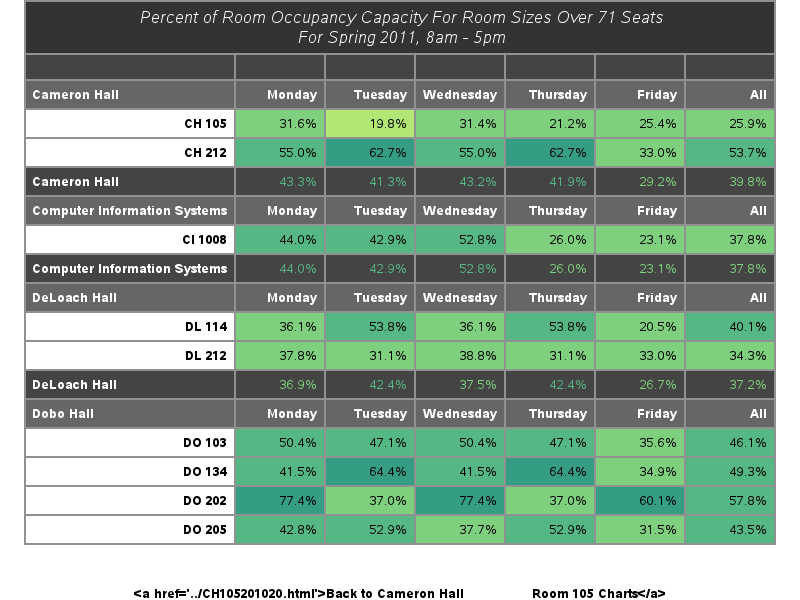 Percent of Room Occupancy Capacity For Room Sizes Over 71 Seats
For Spring 2011, 8am - 5pm
Cameron Hall Monday Tuesday Wednesday Thursday Friday All
CH 105 31.6% 19.8% 31.4% 21.2% 25.4% 25.9%
CH 212 55.0% 62.7% 55.0% 62.7% 33.0% 53.7%
Cameron Hall 43.3% 41.3% 43.2% 41.9% 29.2% 39.8%
Computer Information Systems Monday Tuesday Wednesday Thursday Friday All
CI 1008 44.0% 42.9% 52.8% 26.0% 23.1% 37.8%
Computer Information Systems 44.0% 42.9% 52.8% 26.0% 23.1% 37.8%
DeLoach Hall Monday Tuesday Wednesday Thursday Friday All
DL 114 36.1% 53.8% 36.1% 53.8% 20.5% 40.1%
DL 212 37.8% 31.1% 38.8% 31.1% 33.0% 34.3%
DeLoach Hall 36.9% 42.4% 37.5% 42.4% 26.7% 37.2%
Dobo Hall Monday Tuesday Wednesday Thursday Friday All
DO 103 50.4% 47.1% 50.4% 47.1% 35.6% 46.1%
DO 134 41.5% 64.4% 41.5% 64.4% 34.9% 49.3%
DO 202 77.4% 37.0% 77.4% 37.0% 60.1% 57.8%
DO 205 42.8% 52.9% 37.7% 52.9% 31.5% 43.5%
<a href='../CH105201020.html'>Back to Cameron Hall Room 105 Charts</a>